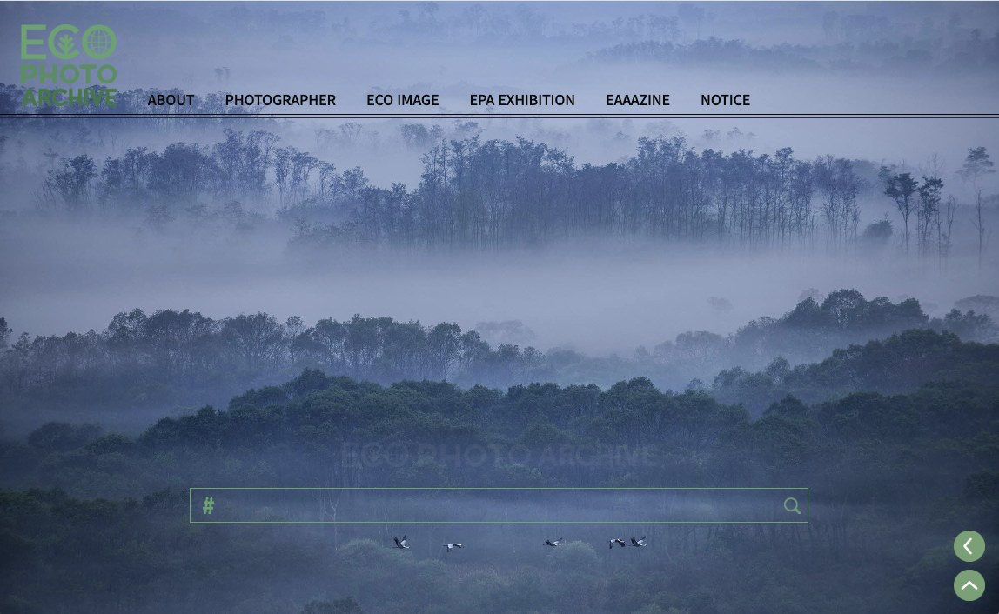 ECO
PHOTO
ARCHIVE
ABOUT PHOTOGRAPHER ECO IMAGE EPA EXHIBITION EAAAZINE NOTICE
ECO PHOTO ARCHIVE
#